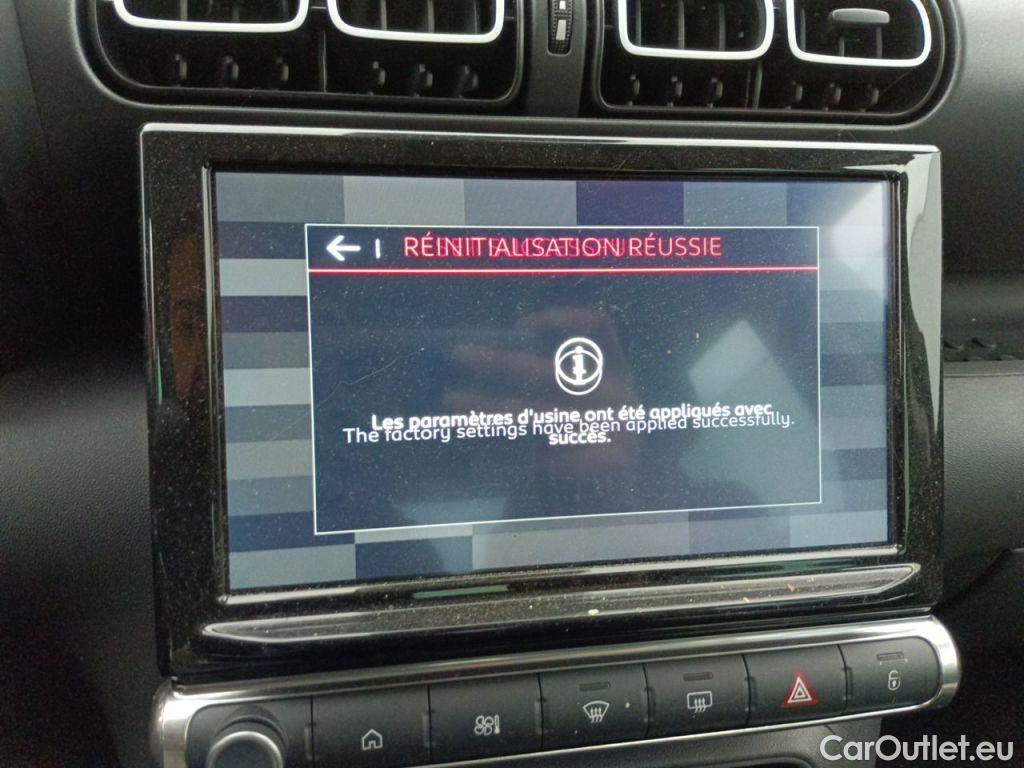 RÉINITIALISATION RÉUSSIE
Les paramètres d'usine ont été appliqués avec
The factory settings have been applied successfully.
succès.
CarOutlet.eu